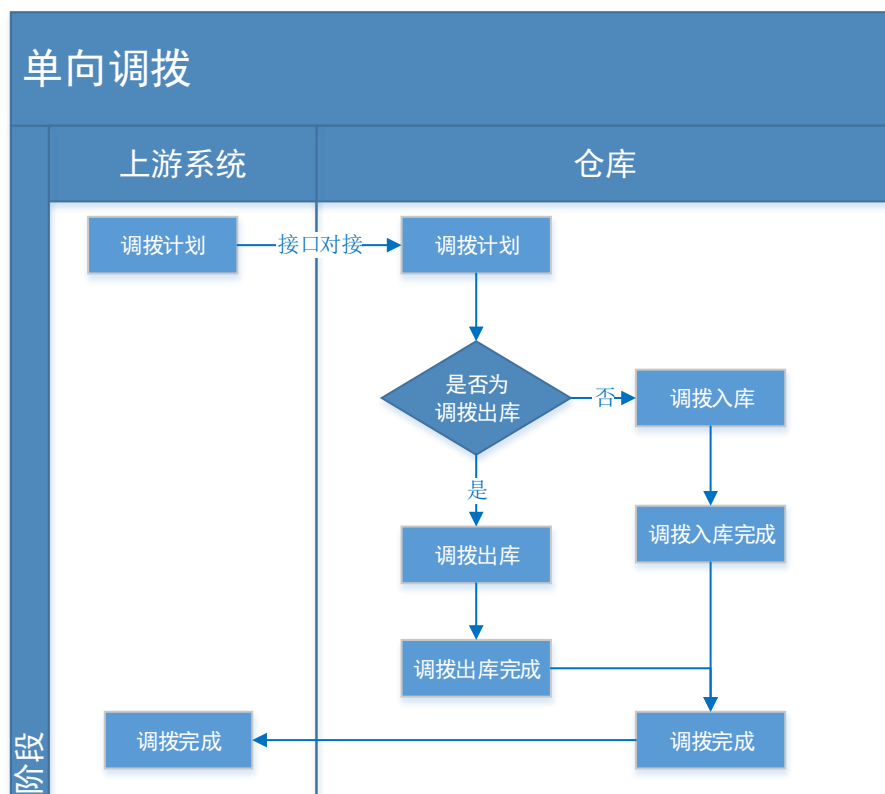 单向调拨
上游系统
仓库
调拨计划
接口对接
调拨计划
是否为
调拨出库
否
调拨入库
是
调拨入库完成
调拨出库
调拨出库完成
调拨完成
调拨完成
阶段